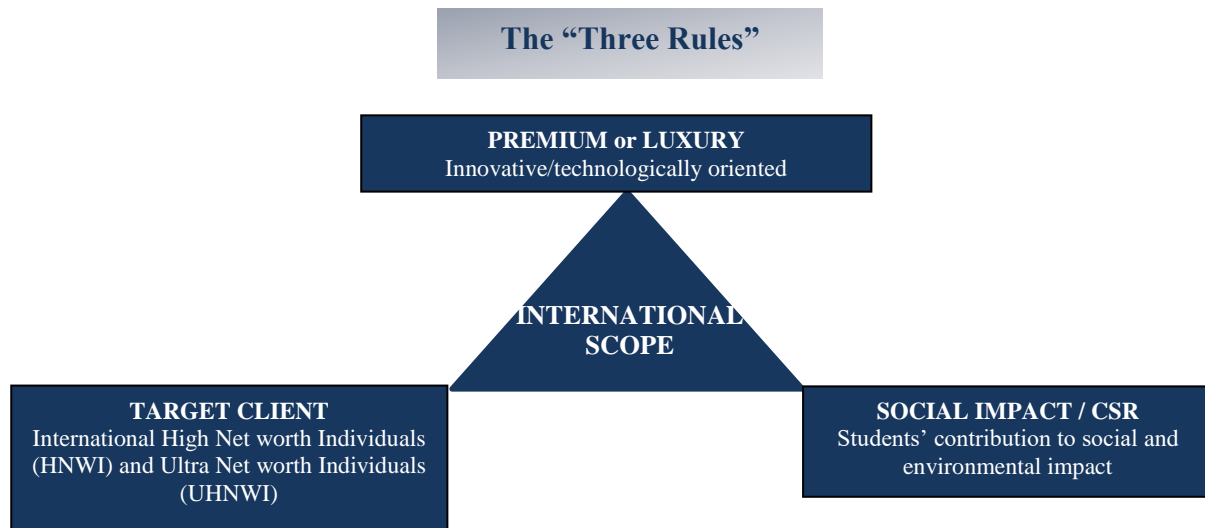 The “Three Rules”
PREMIUM or LUXURY
Innovative/technologically oriented
INTERNATIONAL
SCOPE
TARGET CLIENT
International High Net worth Individuals
(HNWI) and Ultra Net worth Individuals
(UHNWI)
SOCIAL IMPACT / CSR
Students’ contribution to social and
environmental impact